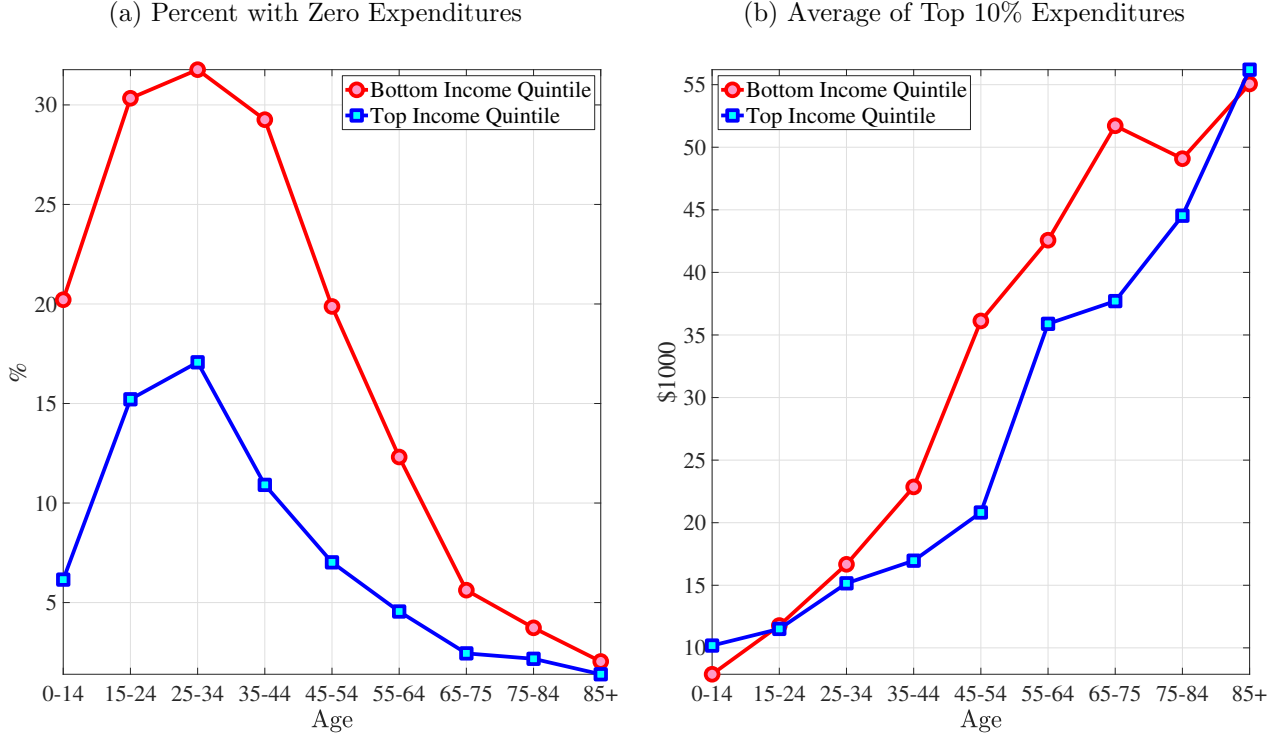 (a) Percent with Zero Expenditures
Bottom Income Quintile
Top Income Quintile
30
25
20
15
10
5
%
0-14 15-24 25-34 35-44 45-54 55-64 65-75 75-84 85+
Age
(b) Average of Top 10% Expenditures
Bottom Income Quintile
Top Income Quintile
55
50
45
40
35
30
25
20
15
10
$1000
0-14 15-24 25-34 35-44 45-54 55-64 65-75 75-84 85+
Age